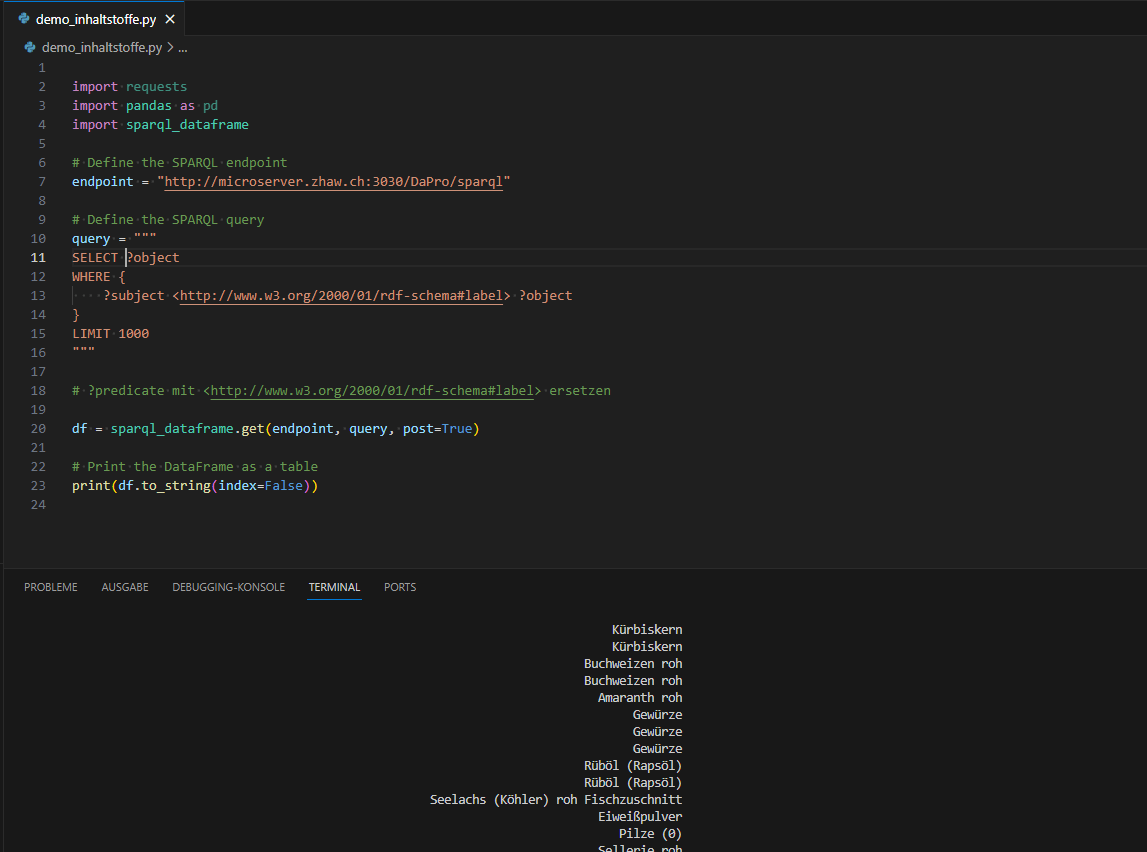 demo_inhaltstoffe.py ×
demo_inhaltstoffe.py > ...
1
2 import requests
3 import pandas as pd
4 import sparql_dataframe
5
6 # Define the SPARQL endpoint
7 endpoint = "http://microserver.zhaw.ch:3030/DaPro/sparql"
8
9 # Define the SPARQL query
10 query = """
11 SELECT ?object
12 WHERE {
13     ?subject <http://www.w3.org/2000/01/rdf-schema#label> ?object
14 }
15 LIMIT 1000
16 """
17
18 # ?predicate mit <http://www.w3.org/2000/01/rdf-schema#label> ersetzen
19
20 df = sparql_dataframe.get(endpoint, query, post=True)
21
22 # Print the DataFrame as a table
23 print(df.to_string(index=False))
24
PROBLEME AUSGABE DEBUGGING-KONSOLE TERMINAL PORTS
Kürbiskern
Kürbiskern
Buchweizen roh
Buchweizen roh
Amaranth roh
Gewürze
Gewürze
Gewürze
Rüböl (Rapsöl)
Rüböl (Rapsöl)
Seelachs (Köhler) roh Fischzuschnitt
Eiweißpulver
Pilze (0)
Sellerie roh